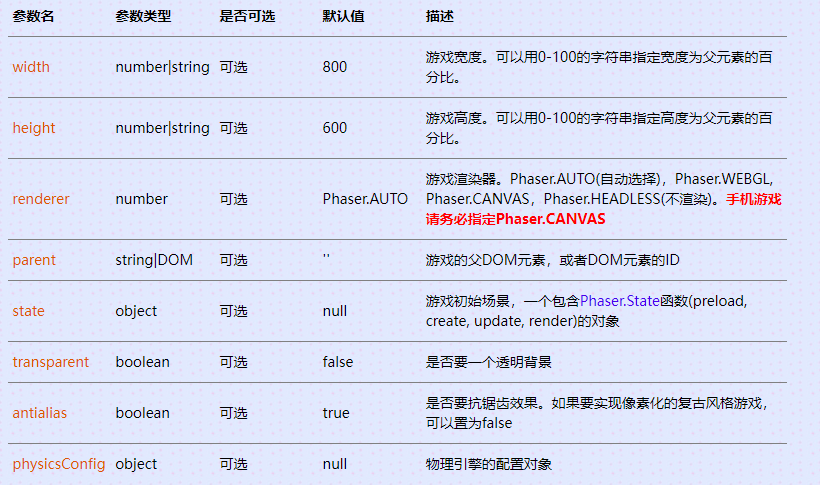 参数名 参数类型 是否可选 默认值 描述
width number|string 可选 800 游戏宽度。可以用0-100的字符串指定宽度为父元素的百
分比。
height number|string 可选 600 游戏高度。可以用0-100的字符串指定高度为父元素的百
分比。
renderer number 可选 Phaser.AUTO 游戏渲染器。Phaser.AUTO(自动选择)，Phaser.WEBGL,
Phaser.CANVAS，Phaser.HEADLESS(不渲染)。手机游戏
请务必指定Phaser.CANVAS
parent string|DOM 可选 '' 游戏的父DOM元素，或者DOM元素的ID
state object 可选 null 游戏初始场景，一个包含Phaser.State函数(preload,
create, update, render)的对象
transparent boolean 可选 false 是否要一个透明背景
antialias boolean 可选 true 是否要抗锯齿效果。如果要实现像素化的复古风格游戏，
可以置为false
physicsConfig object 可选 null 物理引擎的配置对象